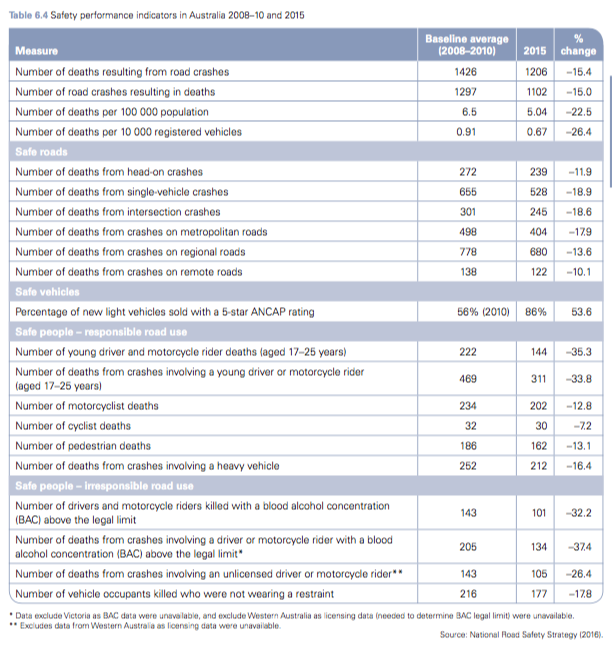 Table 6.4 Safety performance indicators in Australia 2008–10 and 2015
Measure Baseline average (2008–2010) 2015 % change
Number of deaths resulting from road crashes 1426 1206 –15.4
Number of road crashes resulting in deaths 1297 1102 –15.0
Number of deaths per 100 000 population 6.5 5.04 –22.5
Number of deaths per 10 000 registered vehicles 0.91 0.67 –26.4
Safe roads
Number of deaths from head-on crashes 272 239 –11.9
Number of deaths from single-vehicle crashes 655 528 –18.9
Number of deaths from intersection crashes 301 245 –18.6
Number of deaths from crashes on metropolitan roads 498 404 –17.9
Number of deaths from crashes on regional roads 778 680 –13.6
Number of deaths from crashes on remote roads 138 122 –10.1
Safe vehicles
Percentage of new light vehicles sold with a 5-star ANCAP rating 56% (2010) 86% 53.6
Safe people – responsible road use
Number of young driver and motorcycle rider deaths (aged 17–25 years) 222 144 –35.3
Number of deaths from crashes involving a young driver or motorcycle rider
(aged 17–25 years) 469 311 –33.8
Number of motorcyclist deaths 234 202 –12.8
Number of cyclist deaths 32 30 –7.2
Number of pedestrian deaths 186 162 –13.1
Number of deaths from crashes involving a heavy vehicle 252 212 –16.4
Safe people – irresponsible road use
Number of drivers and motorcycle riders killed with a blood alcohol concentration
(BAC) above the legal limit 143 101 –32.2
Number of deaths from crashes involving a driver or motorcycle rider with a blood
alcohol concentration (BAC) above the legal limit* 205 134 –37.4
Number of deaths from crashes involving an unlicensed driver or motorcycle rider** 143 105 –26.4
Number of vehicle occupants killed who were not wearing a restraint 216 177 –17.8
* Data exclude Victoria as BAC data were unavailable, and exclude Western Australia as licensing data (needed to determine BAC legal limit) were unavailable.
** Excludes data from Western Australia as licensing data were unavailable.
Source: National Road Safety Strategy (2016).